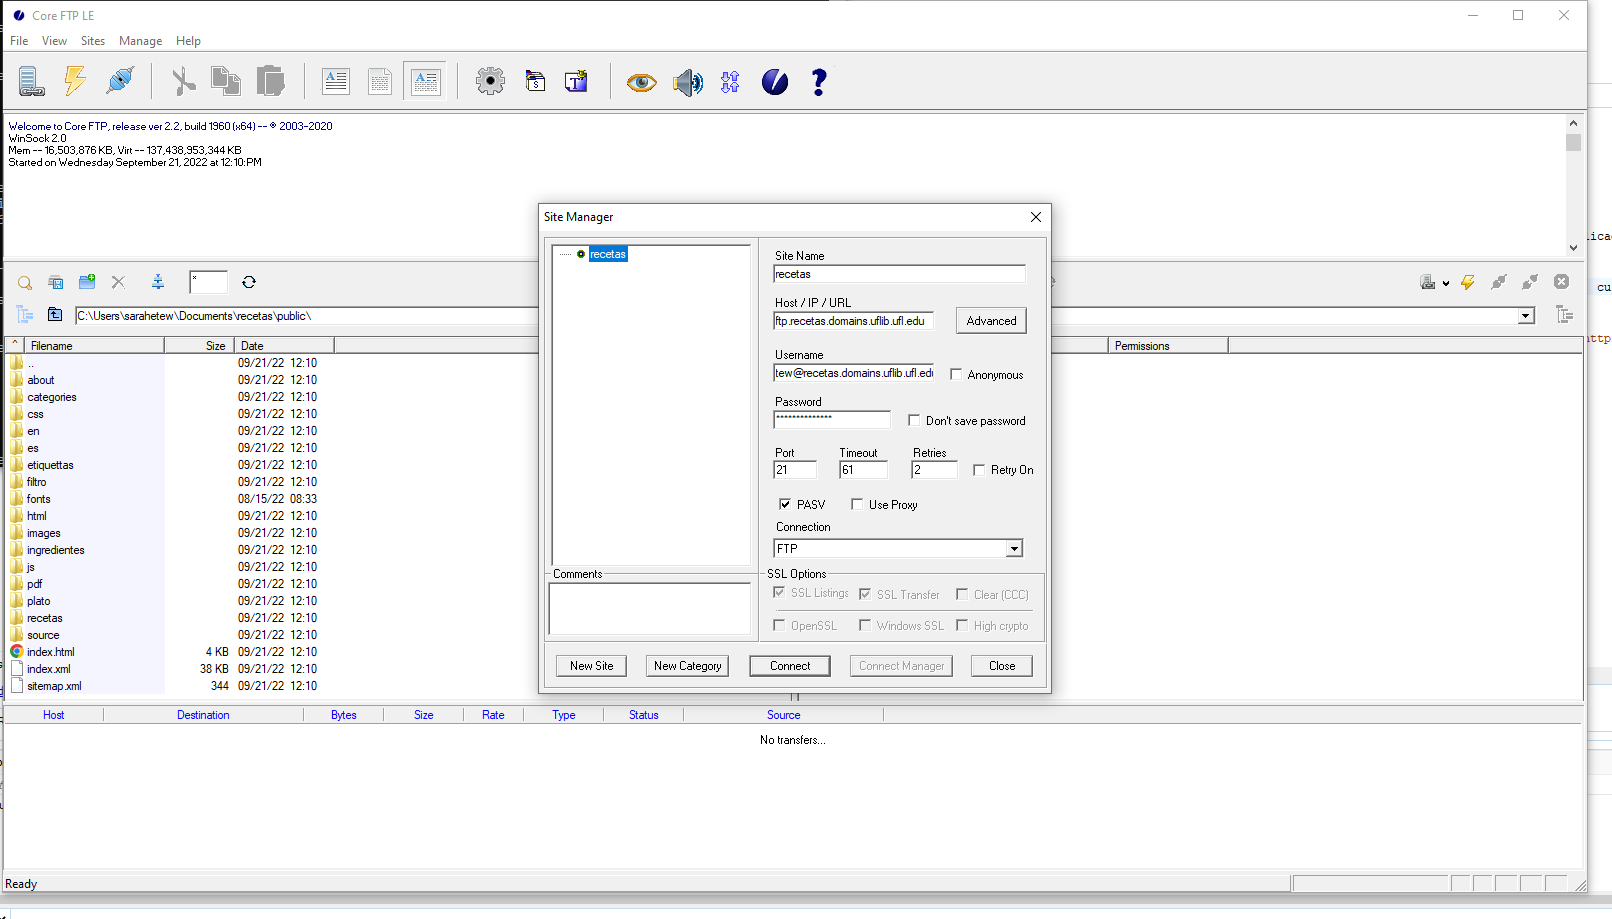 Core FTP LE
File View Sites Manage Help
Welcome to Core FTP, release ver 2.2, build 1960 (x64) -- © 2003-2020
WinSock 2.0
Mem -- 16,503,876 KB, Virt -- 137,438,953,344 KB
Started on Wednesday September 21, 2022 at 12:10:PM
C:\Users\sarahetew\Documents\recetas\public\
Filename Size Date
.. 09/21/22 12:10
about 09/21/22 12:10
categories 09/21/22 12:10
css 09/21/22 12:10
en 09/21/22 12:10
es 09/21/22 12:10
etiquettas 09/21/22 12:10
filtro 09/21/22 12:10
fonts 08/15/22 08:33
html 09/21/22 12:10
images 09/21/22 12:10
ingredientes 09/21/22 12:10
js 09/21/22 12:10
pdf 09/21/22 12:10
plato 09/21/22 12:10
recetas 09/21/22 12:10
source 09/21/22 12:10
index.html 4 KB 09/21/22 12:10
index.xml 38 KB 09/21/22 12:10
sitemap.xml 344 09/21/22 12:10
Permissions
Site Manager
recetas
Comments
Site Name
recetas
Host / IP / URL
ftp.recetas.domains.uflib.ufl.edu
Advanced
Username
tew@recetas.domains.uflib.ufl.edu
Anonymous
Password
**************
Don't save password
Port Timeout Retries
21 61 2 Retry On
PASV Use Proxy
Connection
FTP
SSL Options
SSL Listings SSL Transfer Clear (CCC)
OpenSSL Windows SSL High crypto
New Site New Category Connect Connect Manager Close
Host Destination Bytes Size Rate Type Status Source
No transfers...
Ready